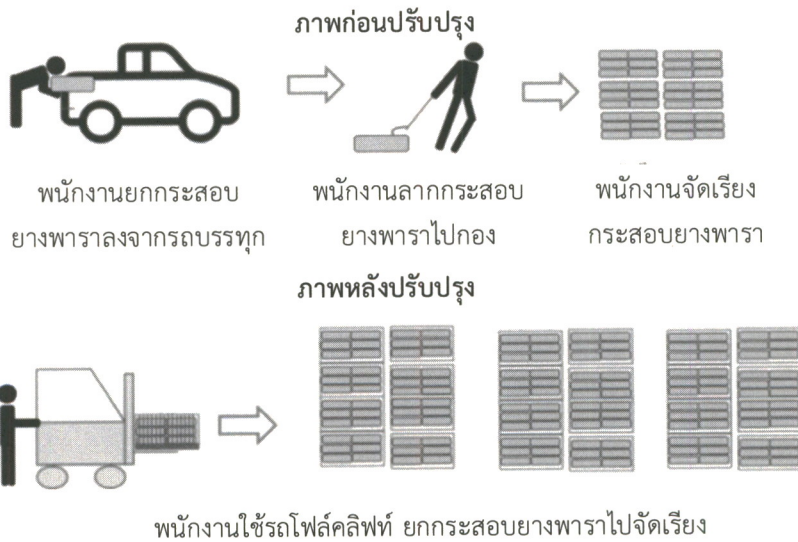 ภาพก่อนปรับปรุง
พนักงานยกกระสอบ
ยางพาราลงจากรถบรรทุก
พนักงานลากกระสอบ
ยางพาราไปกอง
พนักงานจัดเรียง
กระสอบยางพารา
ภาพหลังปรับปรุง
พนักงานใช้รถโฟล์คลิฟท์ ยกกระสอบยางพาราไปจัดเรียง